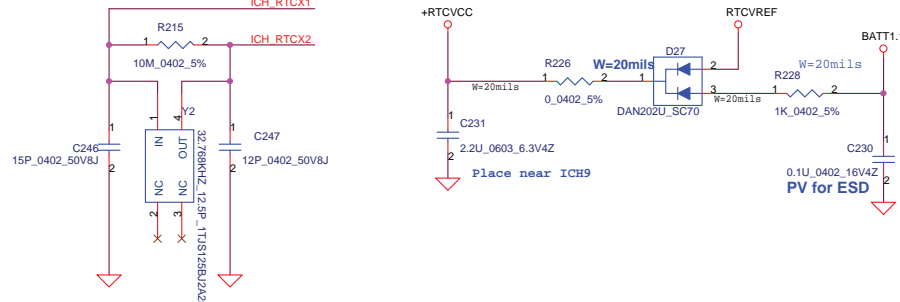 ICH_RTCX1
R215
1 2
ICH_RTCX2
10M_0402_5%
Y2
1 4
IN OUT
NC NC
2 3
32.768KHZ_12.5P_1TJS125BJ2A2
1
C246
15P_0402_50V8J
2
1
C247
12P_0402_50V8J
2
+RTCVCC
RTCVREF
BATT1.1
D27
R226
W=20mils
1 2
W=20mils
0_0402_5%
1
2
3
DAN202U_SC70
W=20mils
R228
W=20mils
1 2
1K_0402_5%
1
C231
2.2U_0603_6.3V4Z
2
Place near ICH9
1
C230
0.1U_0402_16V4Z
2
PV for ESD